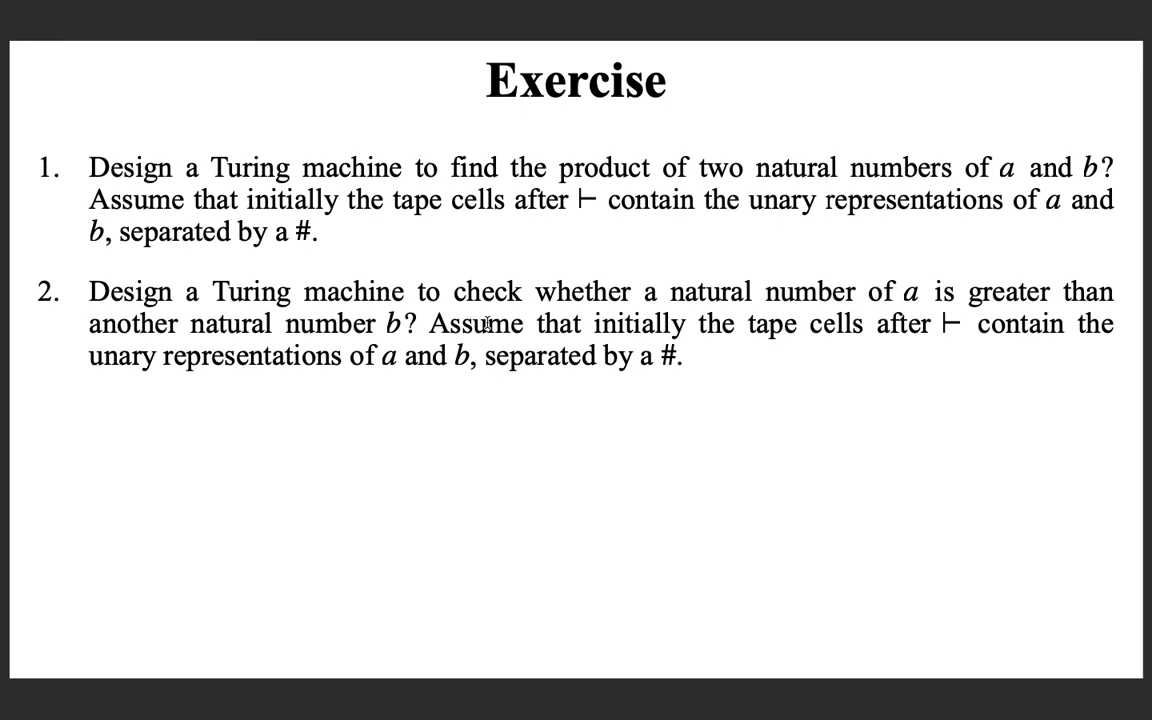 Exercise
1. Design a Turing machine to find the product of two natural numbers of a and b?
Assume that initially the tape cells after ⊢ contain the unary representations of a and
b, separated by a #.
2. Design a Turing machine to check whether a natural number of a is greater than
another natural number b? Assume that initially the tape cells after ⊢ contain the
unary representations of a and b, separated by a #.